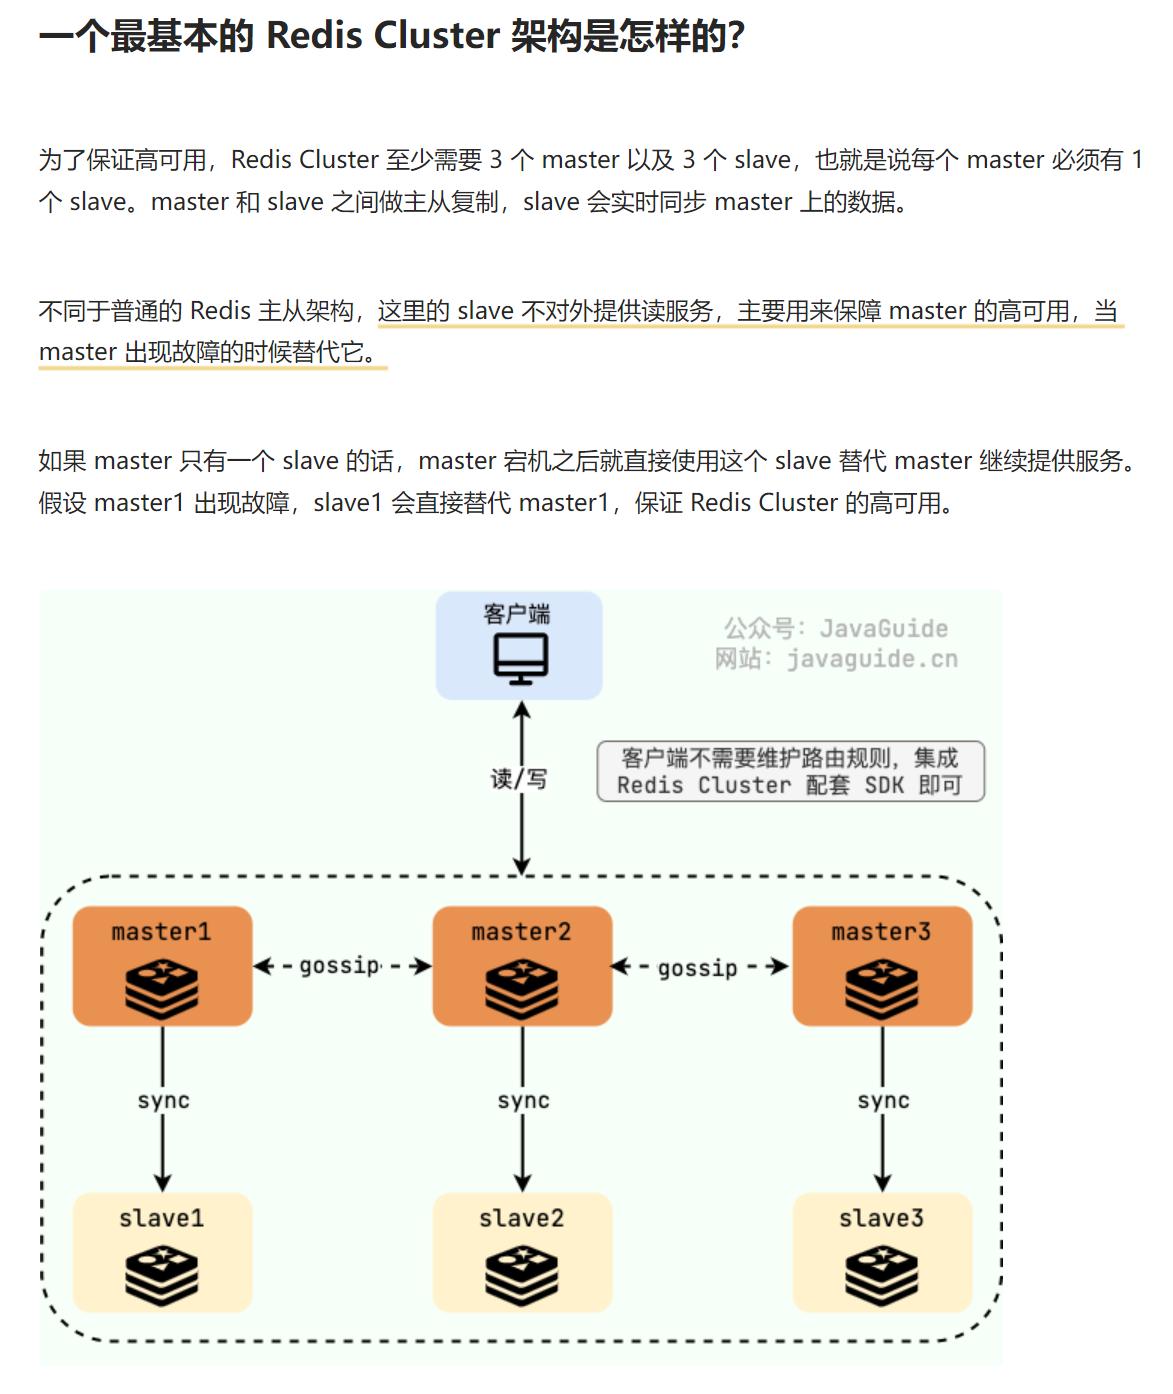 一个最基本的 Redis Cluster 架构是怎样的？
为了保证高可用，Redis Cluster 至少需要 3 个 master 以及 3 个 slave，也就是说每个 master 必须有 1
个 slave。master 和 slave 之间做主从复制，slave 会实时同步 master 上的数据。
不同于普通的 Redis 主从架构，这里的 slave 不对外提供读服务，主要用来保障 master 的高可用，当
master 出现故障的时候替代它。
如果 master 只有一个 slave 的话，master 宕机之后就直接使用这个 slave 替代 master 继续提供服务。
假设 master1 出现故障，slave1 会直接替代 master1，保证 Redis Cluster 的高可用。
客户端
公众号：JavaGuide
网站：javaguide.cn
读/写
客户端不需要维护路由规则，集成
Redis Cluster 配套 SDK 即可
master1
master2
master3
gossip
gossip
sync
sync
sync
slave1
slave2
slave3